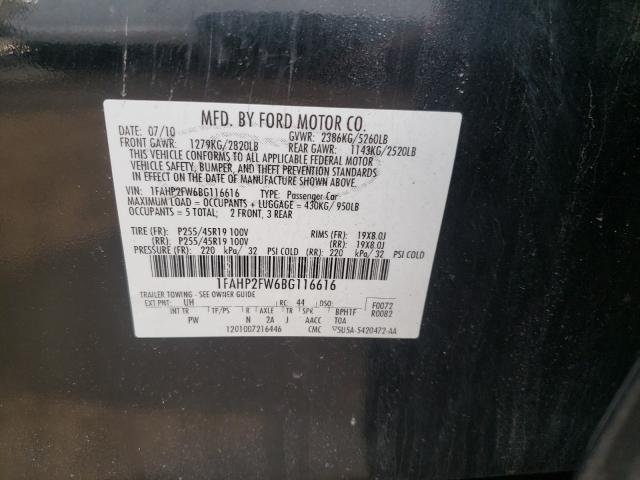 MFD. BY FORD MOTOR CO.
DATE: 07/10 GVWR: 2386KG/5260LB
FRONT GAWR: 1279KG/2820LB REAR GAWR: 1143KG/2520LB
THIS VEHICLE CONFORMS TO ALL APPLICABLE FEDERAL MOTOR
VEHICLE SAFETY, BUMPER, AND THEFT PREVENTION STANDARDS
IN EFFECT ON THE DATE OF MANUFACTURE SHOWN ABOVE.
VIN: 1FAHP2FW6BG116616 TYPE: Passenger Car
MAXIMUM LOAD = OCCUPANTS + LUGGAGE = 430KG/ 950LB
OCCUPANTS = 5 TOTAL; 2 FRONT, 3 REAR
TIRE (FR): P255/45R19 100V RIMS (FR): 19X8.0J
(RR): P255/45R19 100V (RR): 19X8.0J
PRESSURE (FR): 220 kPa/ 32 PSI COLD (RR): 220 kPa/ 32 PSI COLD
1FAHP2FW6BG116616
TRAILER TOWING - SEE OWNER GUIDE
EXT PNT: UH RC: 44 DSO: F0072
INT TR TP/PS R AXLE TR SPR BPH1F R0082
PW N 2A J AACC TOA
1201007216446 CMC 5U5A-5420472-AA